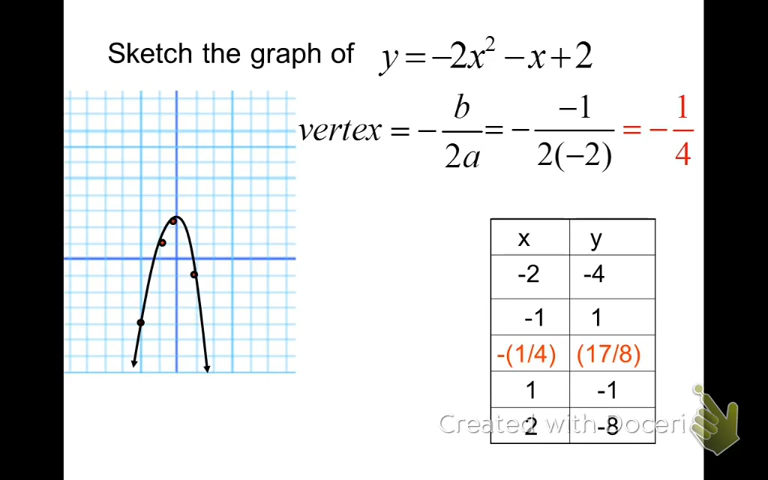 Sketch the graph of y = −2x² − x + 2
vertex = − b/2a = − −1/2(−2) = − 1/4
x y
-2 -4
-1 1
-(1/4) (17/8)
1 -1
2 -8
Created with Doceri